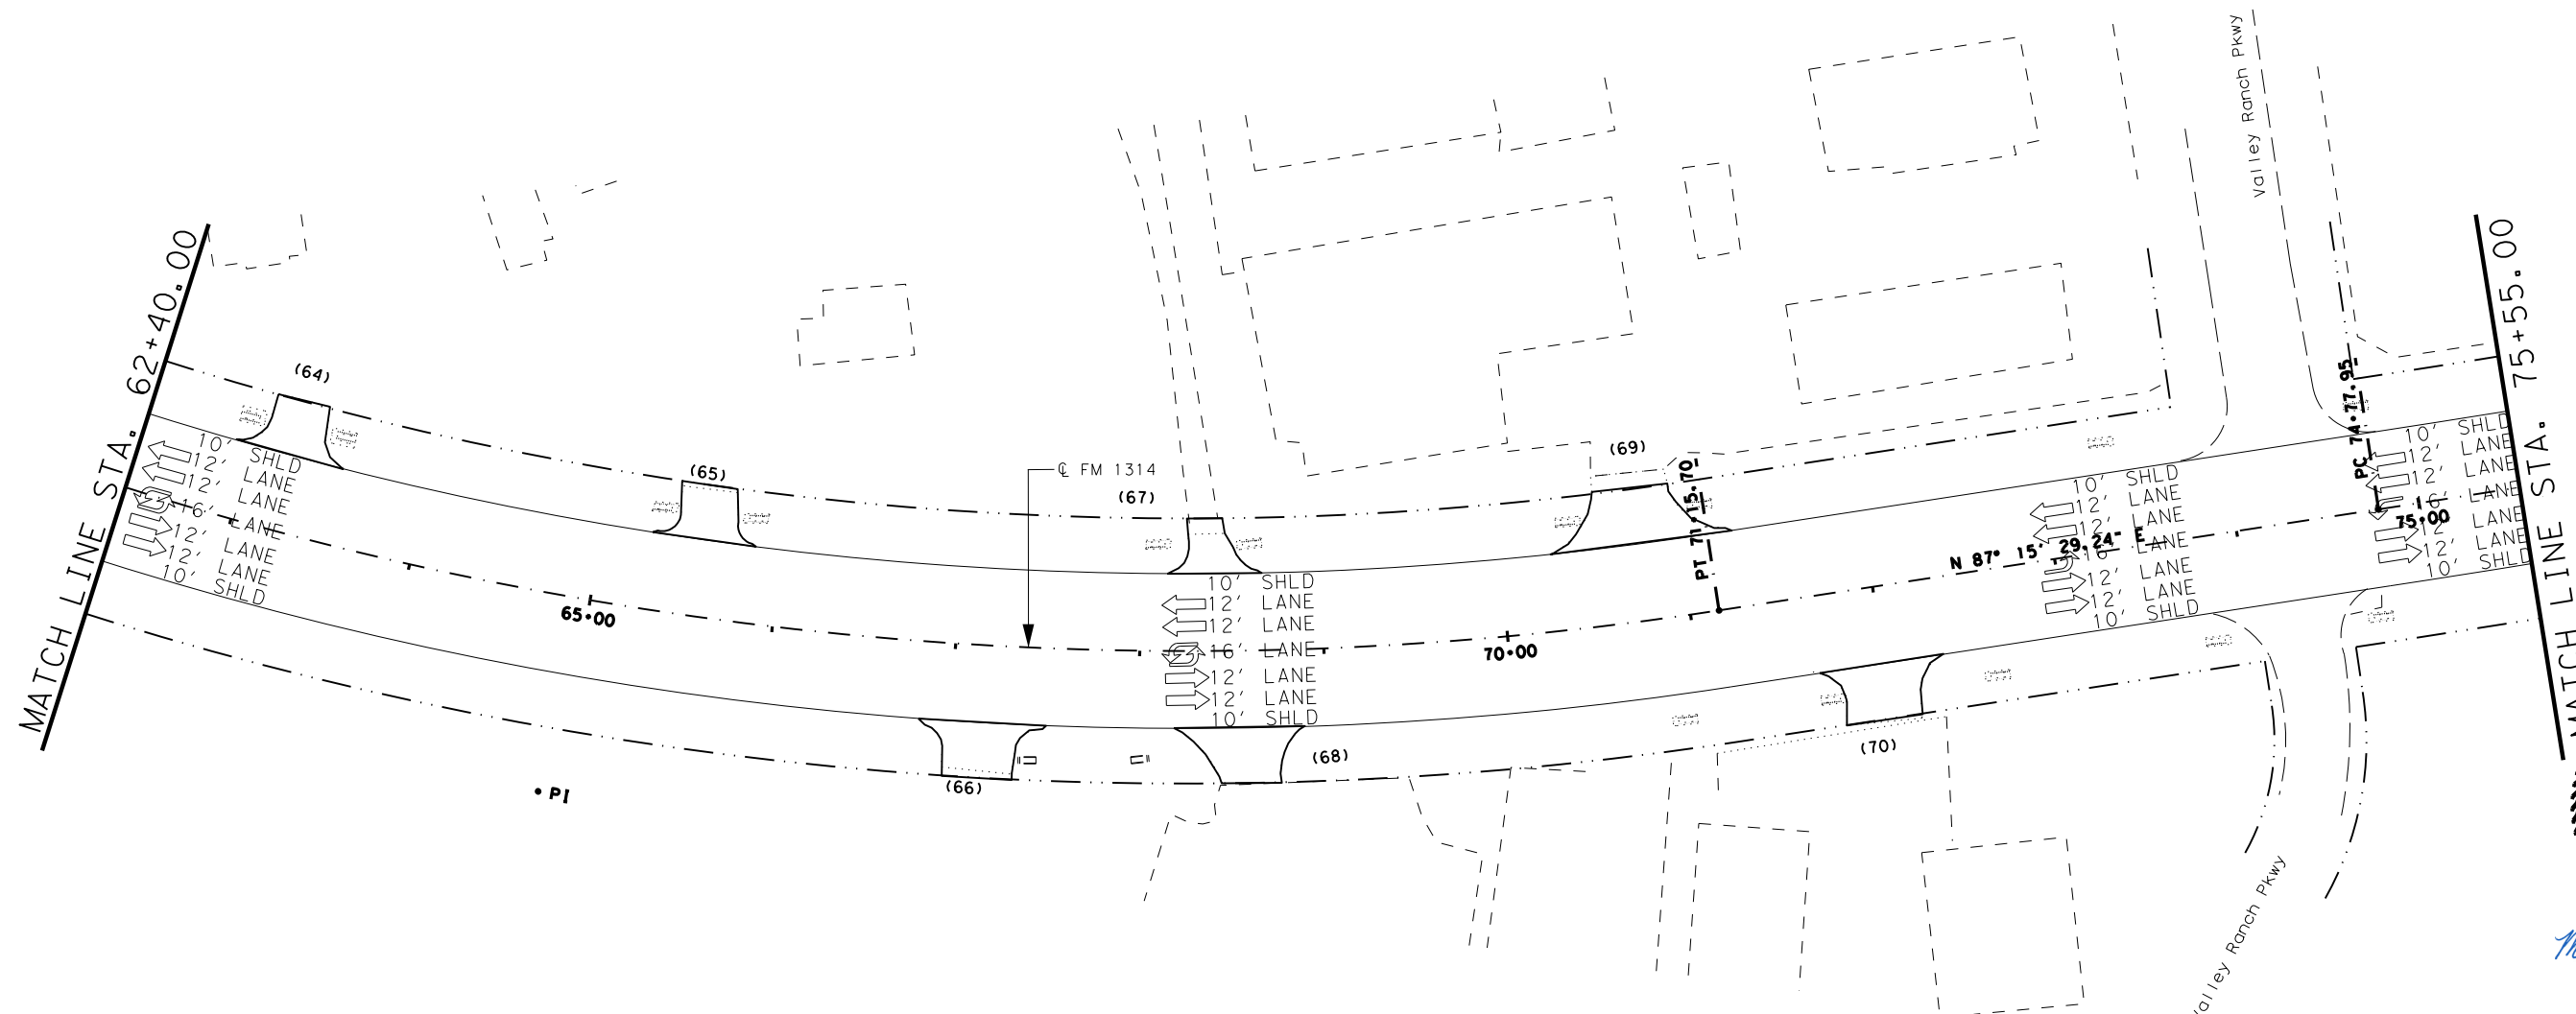 MATCH LINE STA. 62+40.00
(64)
10' SHLD
12' LANE
12' LANE
16' LANE
12' LANE
12' LANE
10' SHLD
65+00
(65)
PI
(66)
℄ FM 1314
(67)
10' SHLD
12' LANE
12' LANE
16' LANE
12' LANE
12' LANE
10' SHLD
(68)
70+00
(69)
PT 71+15.70
(70)
N 87° 15' 29.24" E
10' SHLD
12' LANE
12' LANE
16' LANE
12' LANE
12' LANE
10' SHLD
Valley Ranch Pkwy
Valley Ranch Pkwy
PC 74+77.95
75+00
10' SHLD
12' LANE
12' LANE
16' LANE
12' LANE
12' LANE
10' SHLD
MATCH LINE STA. 75+55.00